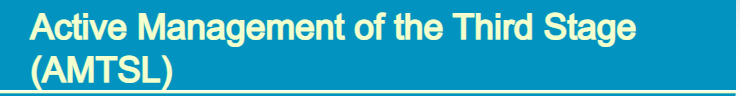 Active Management of the Third Stage
(AMTSL)